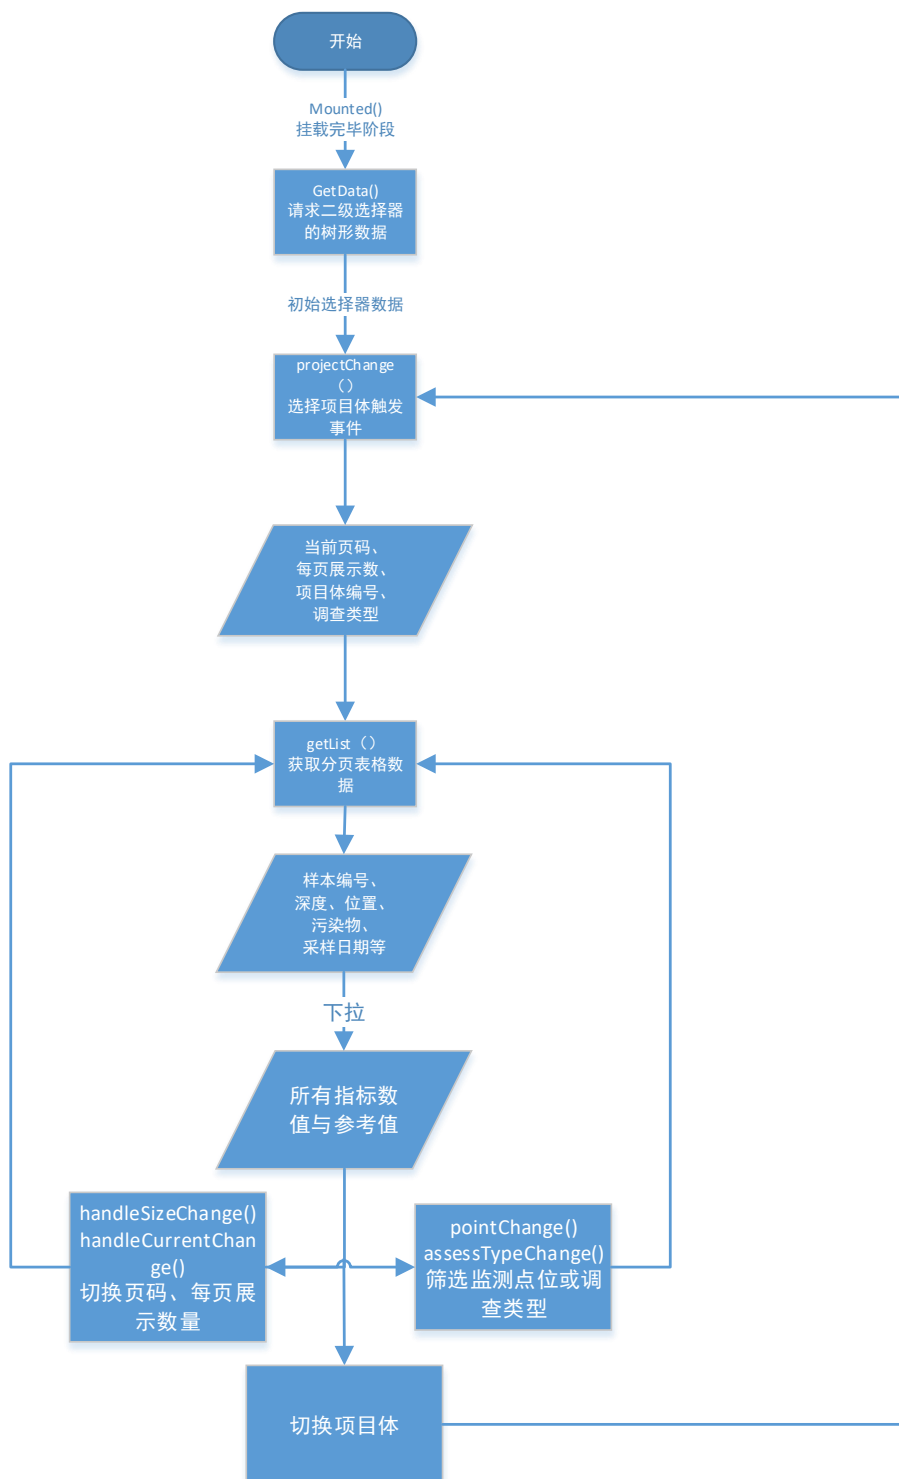 开始
Mounted()
挂载完毕阶段
GetData()
请求二级选择器
的树形数据
初始选择器数据
projectChange
（）
选择项目体触发
事件
当前页码、
每页展示数、
项目体编号、
调查类型
getList（）
获取分页表格数
据
样本编号、
深度、位置、
污染物、
采样日期等
下拉
所有指标数
值与参考值
handleSizeChange()
handleCurrentChan
ge()
切换页码、每页展
示数量
pointChange()
assessTypeChange()
筛选监测点位或调
查类型
切换项目体